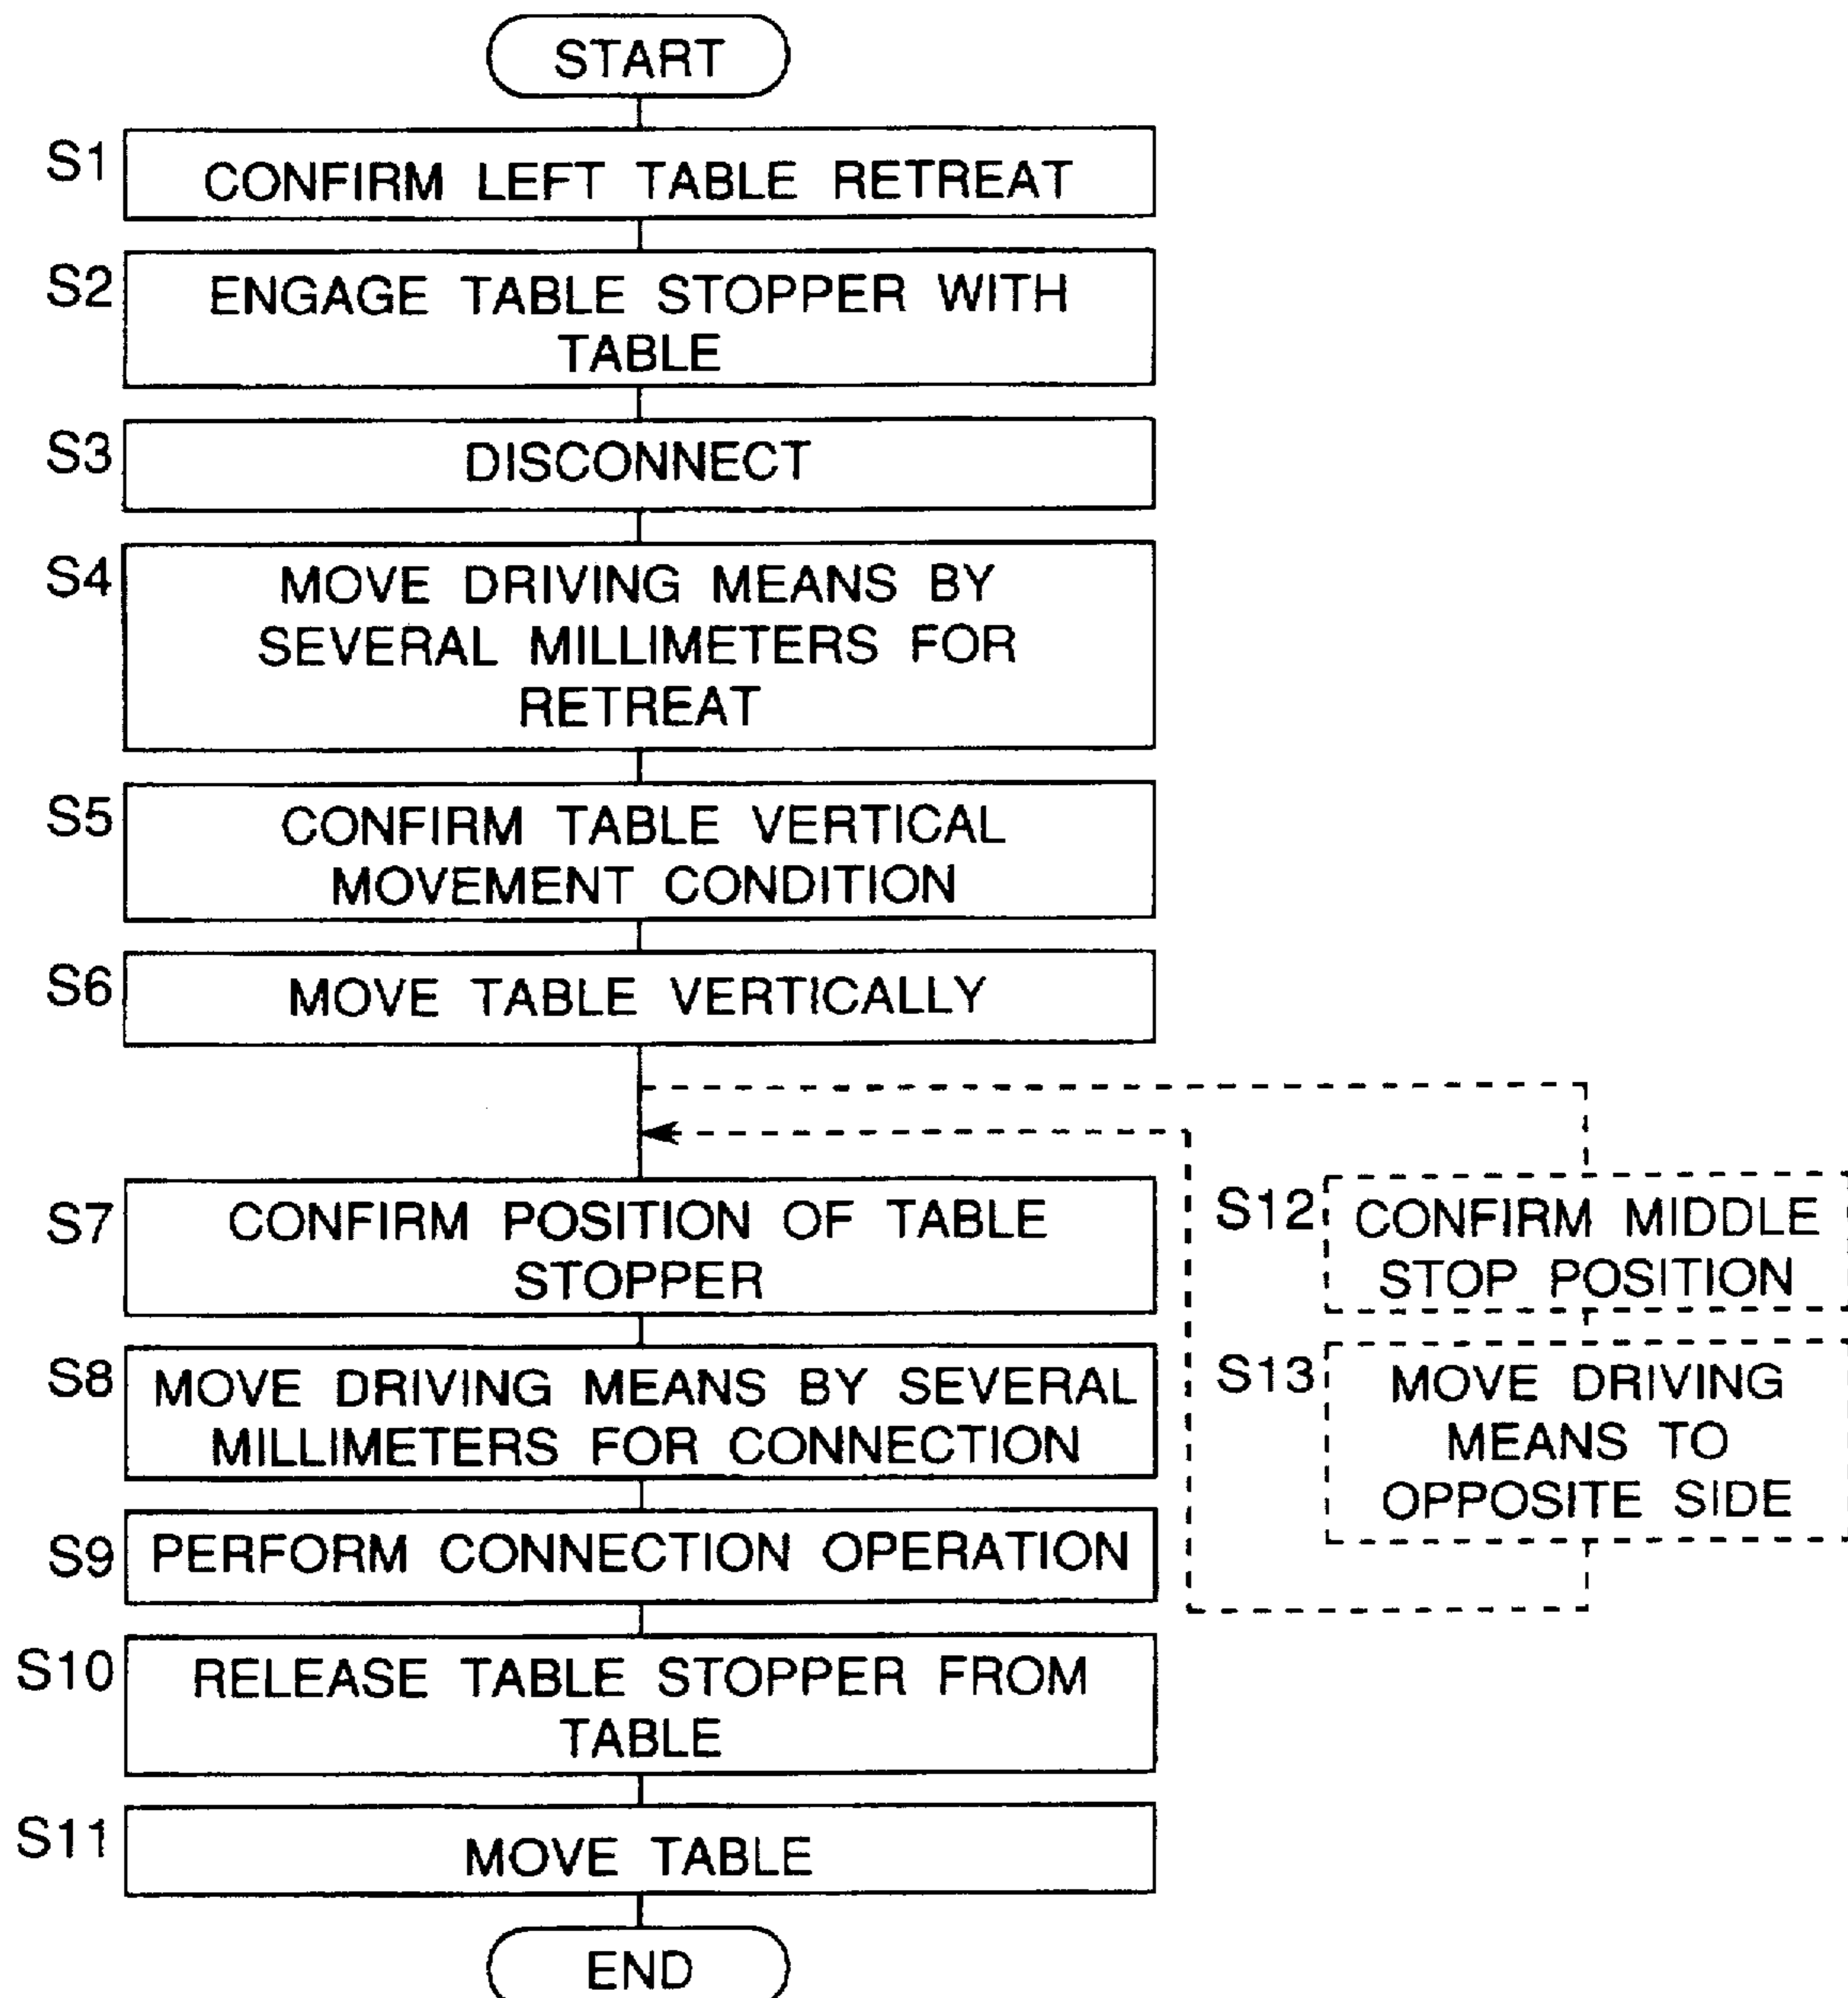 START
S1
CONFIRM LEFT TABLE RETREAT
S2
ENGAGE TABLE STOPPER WITH
TABLE
S3
DISCONNECT
S4
MOVE DRIVING MEANS BY
SEVERAL MILLIMETERS FOR
RETREAT
S5
CONFIRM TABLE VERTICAL
MOVEMENT CONDITION
S6
MOVE TABLE VERTICALLY
S7
CONFIRM POSITION OF TABLE
STOPPER
S8
MOVE DRIVING MEANS BY SEVERAL
MILLIMETERS FOR CONNECTION
S9
PERFORM CONNECTION OPERATION
S10
RELEASE TABLE STOPPER FROM
TABLE
S11
MOVE TABLE
END
S12
CONFIRM MIDDLE
STOP POSITION
S13
MOVE DRIVING
MEANS TO
OPPOSITE SIDE